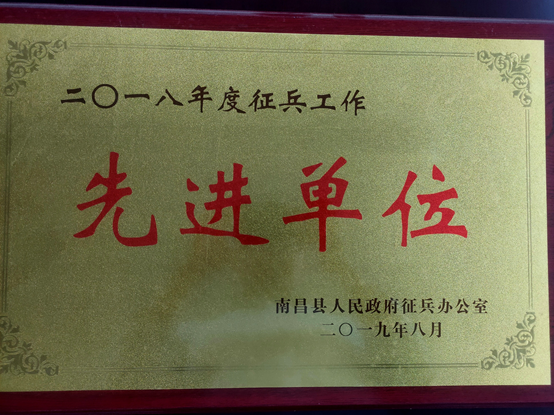 二〇一八年度征兵工作
先进单位
南昌县人民政府征兵办公室
二〇一九年八月